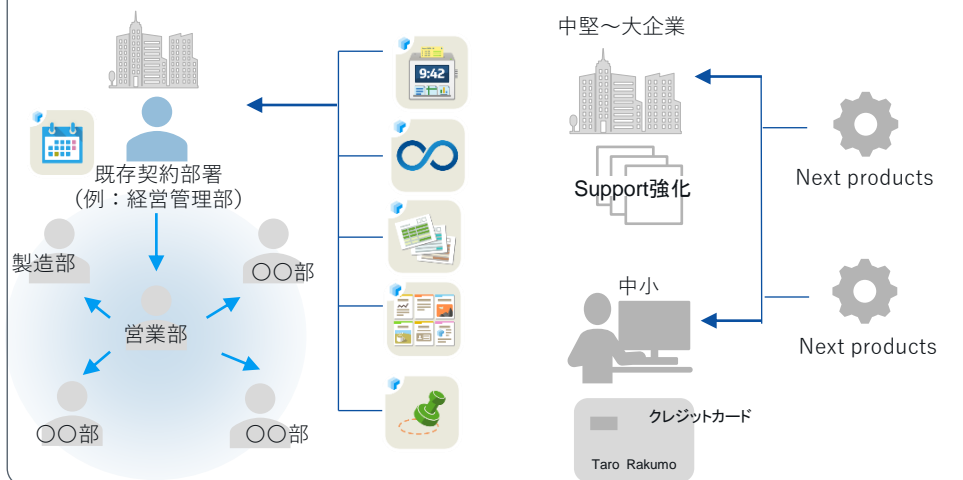 既存契約部署
（例：経営管理部）
製造部
〇〇部
営業部
〇〇部
〇〇部
9:42
中堅～大企業
Support強化
中小
クレジットカード
Taro Rakumo
Next products
Next products